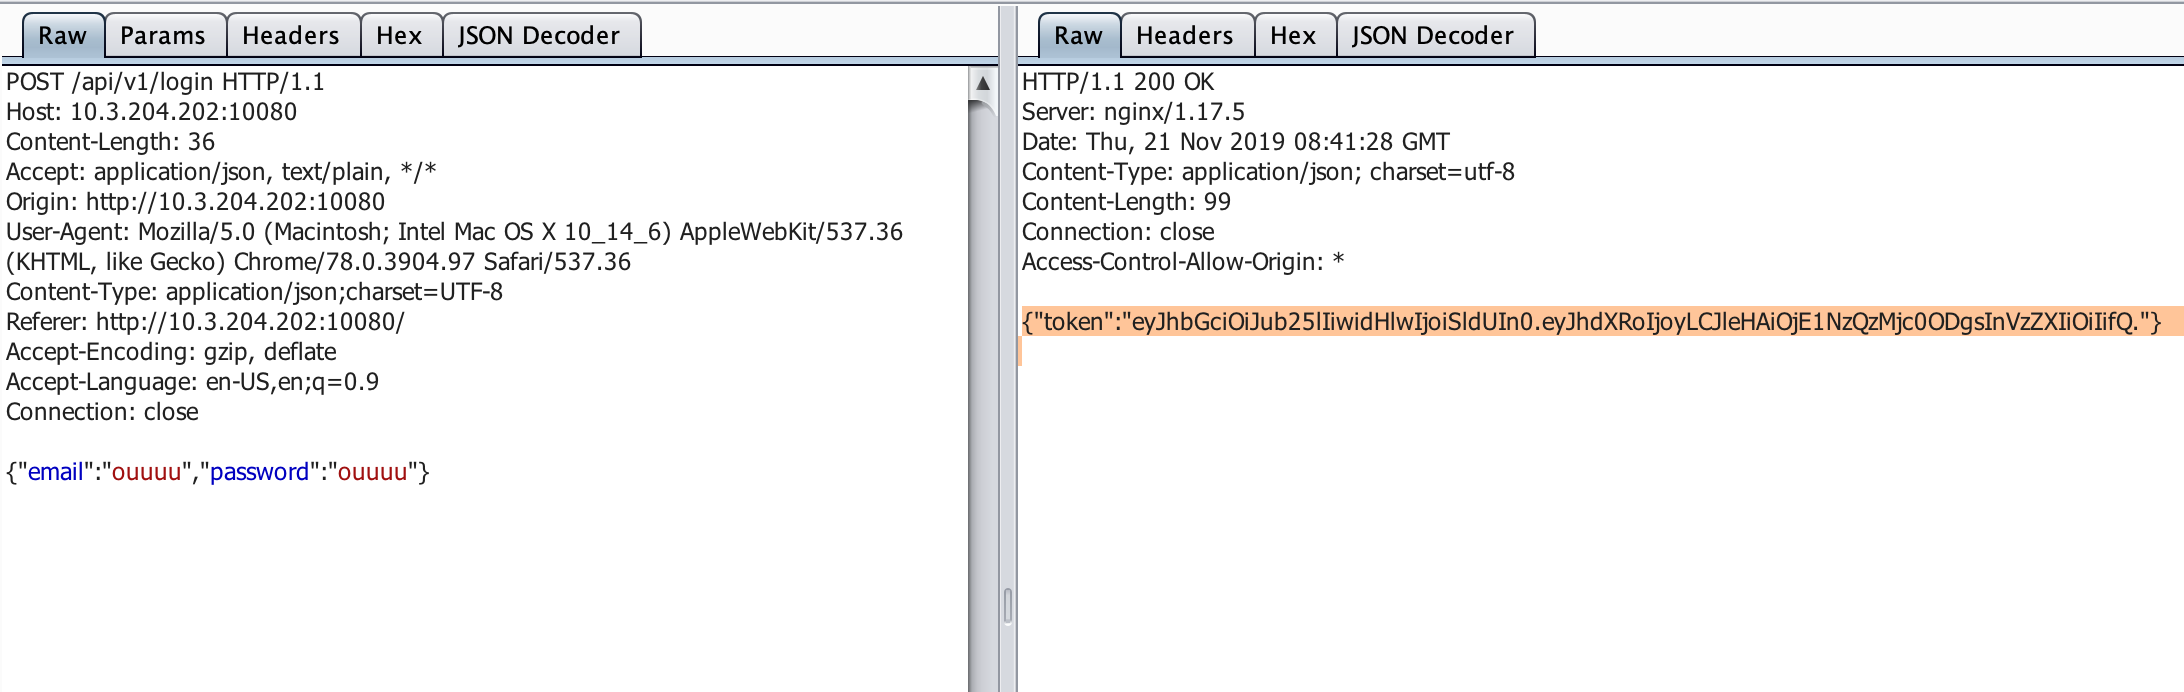 Raw Params Headers Hex JSON Decoder
POST /api/v1/login HTTP/1.1
Host: 10.3.204.202:10080
Content-Length: 36
Accept: application/json, text/plain, */*
Origin: http://10.3.204.202:10080
User-Agent: Mozilla/5.0 (Macintosh; Intel Mac OS X 10_14_6) AppleWebKit/537.36
(KHTML, like Gecko) Chrome/78.0.3904.97 Safari/537.36
Content-Type: application/json;charset=UTF-8
Referer: http://10.3.204.202:10080/
Accept-Encoding: gzip, deflate
Accept-Language: en-US,en;q=0.9
Connection: close
{"email":"ouuuu","password":"ouuuu"}
Raw Headers Hex JSON Decoder
HTTP/1.1 200 OK
Server: nginx/1.17.5
Date: Thu, 21 Nov 2019 08:41:28 GMT
Content-Type: application/json; charset=utf-8
Content-Length: 99
Connection: close
Access-Control-Allow-Origin: *
{"token":"eyJhbGciOiJub25lIiwidHlwIjoiSldUIn0.eyJhdXRoIjoyLCJleHAiOjE1NzQzMjc0ODgsInVzZXIiOiIifQ."}